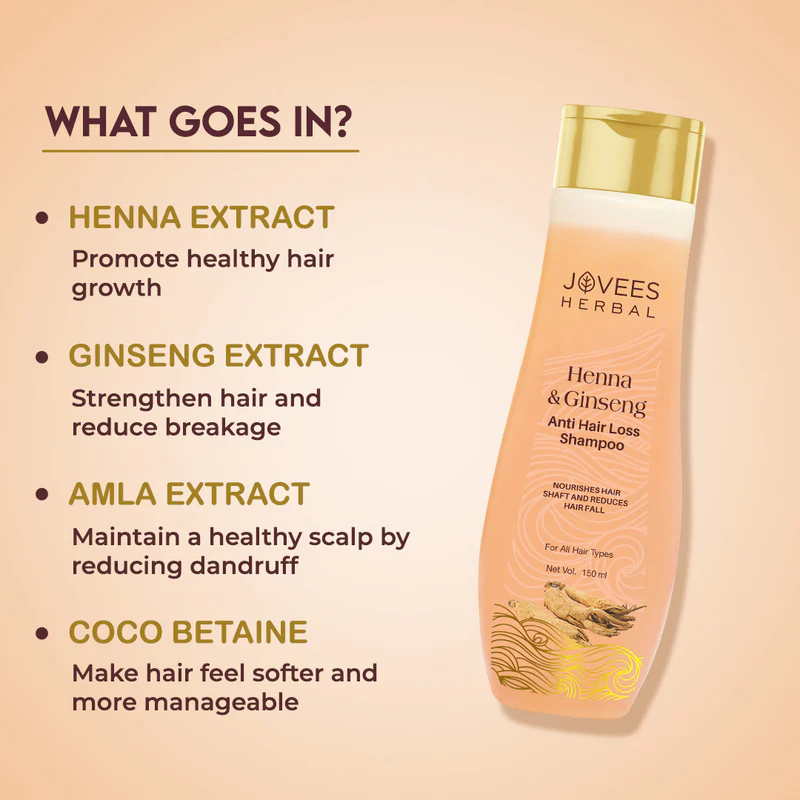 WHAT GOES IN?
• HENNA EXTRACT
Promote healthy hair
growth
• GINSENG EXTRACT
Strengthen hair and
reduce breakage
• AMLA EXTRACT
Maintain a healthy scalp by
reducing dandruff
• COCO BETAINE
Make hair feel softer and
more manageable
JOVEES
HERBAL
Henna
& Ginseng
Anti Hair Loss
Shampoo
NOURISHES HAIR
SHAFT AND REDUCES
HAIR FALL
For All Hair Types
Net Vol. 150 ml